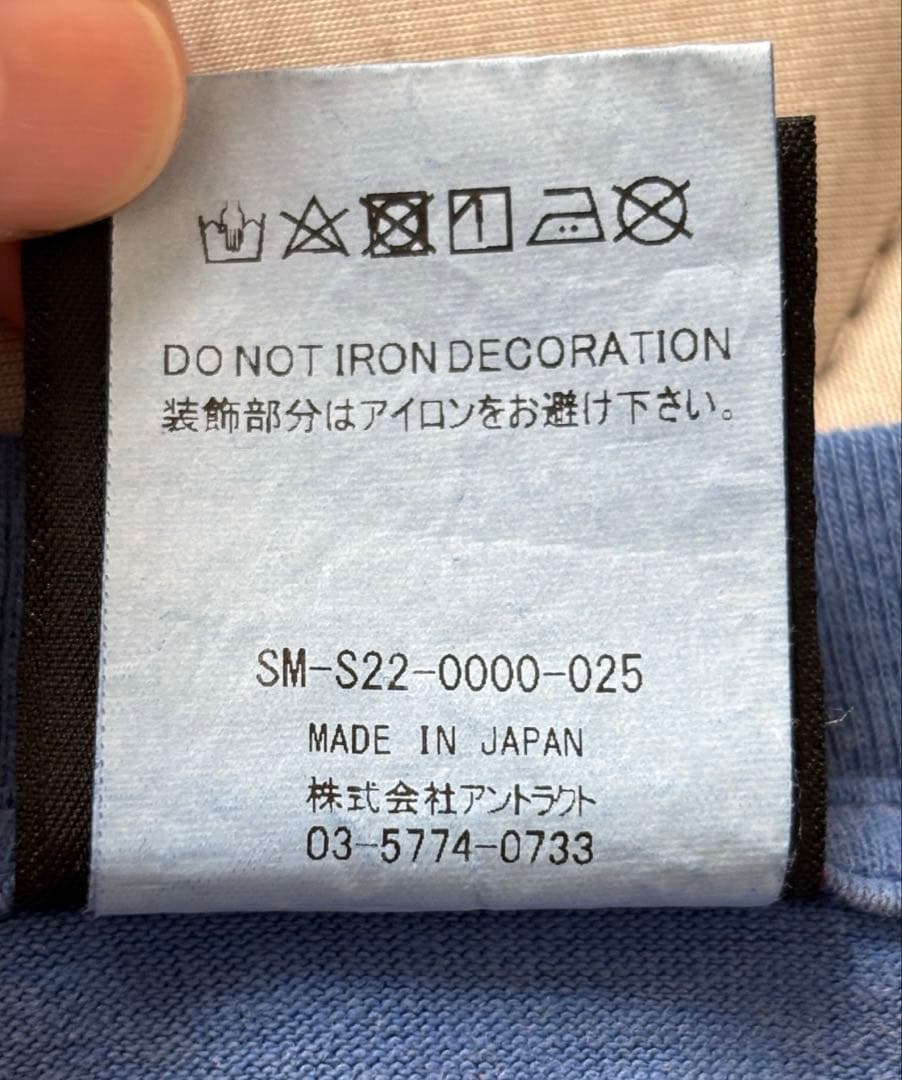 DO NOT IRON DECORATION
装飾部分はアイロンをお避け下さい。
SM-S22-0000-025
MADE IN JAPAN
株式会社アントラクト
03-5774-0733